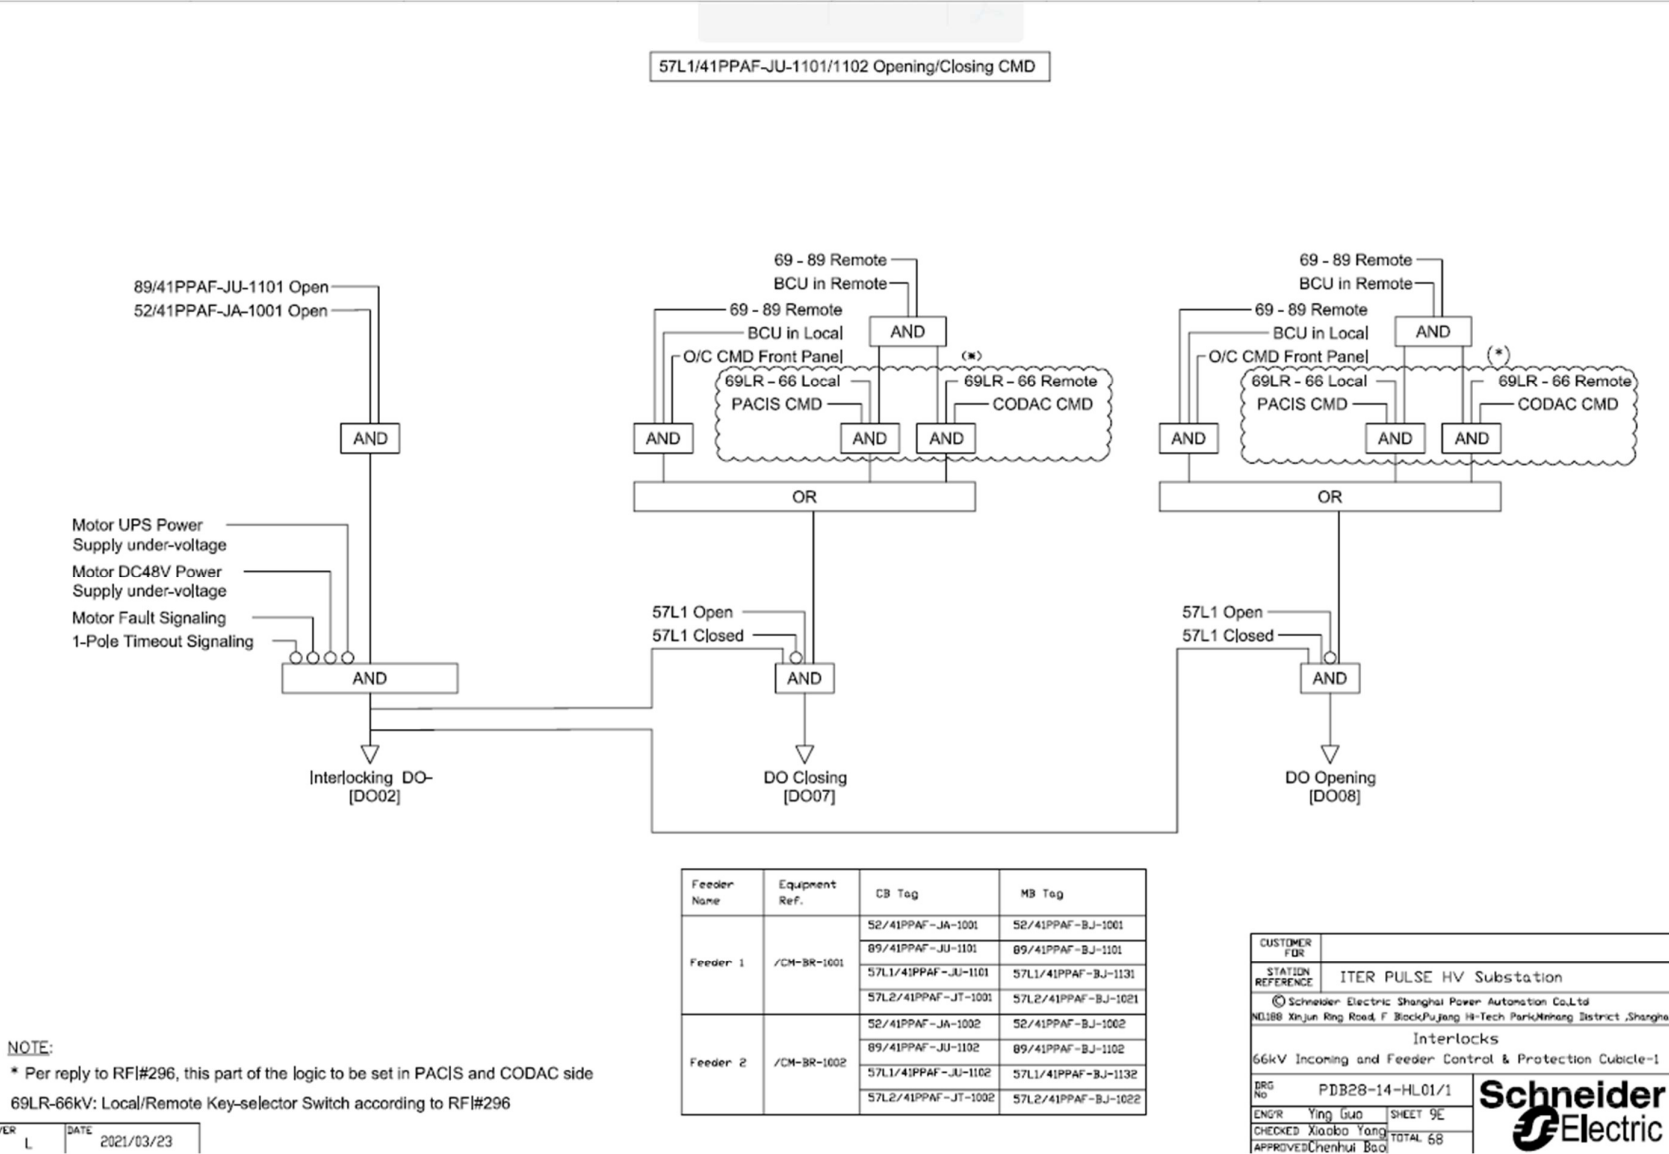 57L1/41PPAF-JU-1101/1102 Opening/Closing CMD
89/41PPAF-JU-1101 Open
52/41PPAF-JA-1001 Open
AND
Motor UPS Power
Supply under-voltage
Motor DC48V Power
Supply under-voltage
Motor Fault Signaling
1-Pole Timeout Signaling
AND
Interlocking DO-
[DO02]
69 - 89 Remote
BCU in Remote
69 - 89 Remote
BCU in Local
AND
O/C CMD Front Panel
(*)
69LR - 66 Local
69LR - 66 Remote
PACIS CMD
CODAC CMD
AND
AND
AND
OR
57L1 Open
57L1 Closed
AND
DO Closing
[DO07]
69 - 89 Remote
BCU in Remote
69 - 89 Remote
BCU in Local
AND
O/C CMD Front Panel
(*)
69LR - 66 Local
69LR - 66 Remote
PACIS CMD
CODAC CMD
AND
AND
AND
OR
57L1 Open
57L1 Closed
AND
DO Opening
[DO08]
Feeder Name
Equipment Ref.
CB Tag
MB Tag
Feeder 1
/CM-BR-1001
52/41PPAF-JA-1001 52/41PPAF-BJ-1001
89/41PPAF-JU-1101 89/41PPAF-BJ-1101
57L1/41PPAF-JU-1101 57L1/41PPAF-BJ-1131
57L2/41PPAF-JT-1001 57L2/41PPAF-BJ-1021
Feeder 2
/CM-BR-1002
52/41PPAF-JA-1002 52/41PPAF-BJ-1002
89/41PPAF-JU-1102 89/41PPAF-BJ-1102
57L1/41PPAF-JU-1102 57L1/41PPAF-BJ-1132
57L2/41PPAF-JT-1002 57L2/41PPAF-BJ-1022
NOTE:
* Per reply to RFI#296, this part of the logic to be set in PACIS and CODAC side
69LR-66kV: Local/Remote Key-selector Switch according to RFI#296
VER L
DATE 2021/03/23
CUSTOMER FOR
STATION REFERENCE
ITER PULSE HV Substation
© Schneider Electric Shanghai Power Automation Co.,Ltd
NO.188 Xinjun Ring Road, F Block,Pujiang Hi-Tech Park,Minhang District ,Shangha
Interlocks
66kV Incoming and Feeder Control & Protection Cubicle-1
DRG No
PDB28-14-HL01/1
ENG'R Ying Guo
SHEET 9E
CHECKED Xiaobo Yang
TOTAL 68
APPROVED Chenhui Bao
Schneider
Electric